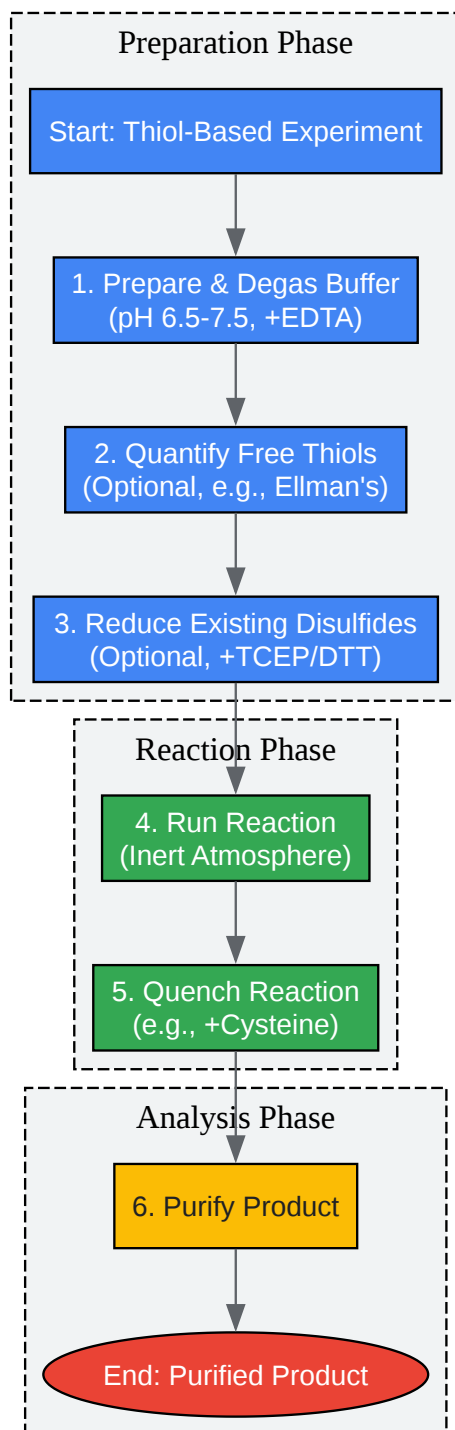 Preparation Phase
Start: Thiol-Based Experiment
1. Prepare & Degas Buffer
(pH 6.5-7.5, +EDTA)
2. Quantify Free Thiols
(Optional, e.g., Ellman's)
3. Reduce Existing Disulfides
(Optional, +TCEP/DTT)
Reaction Phase
4. Run Reaction
(Inert Atmosphere)
5. Quench Reaction
(e.g., +Cysteine)
Analysis Phase
6. Purify Product
End: Purified Product